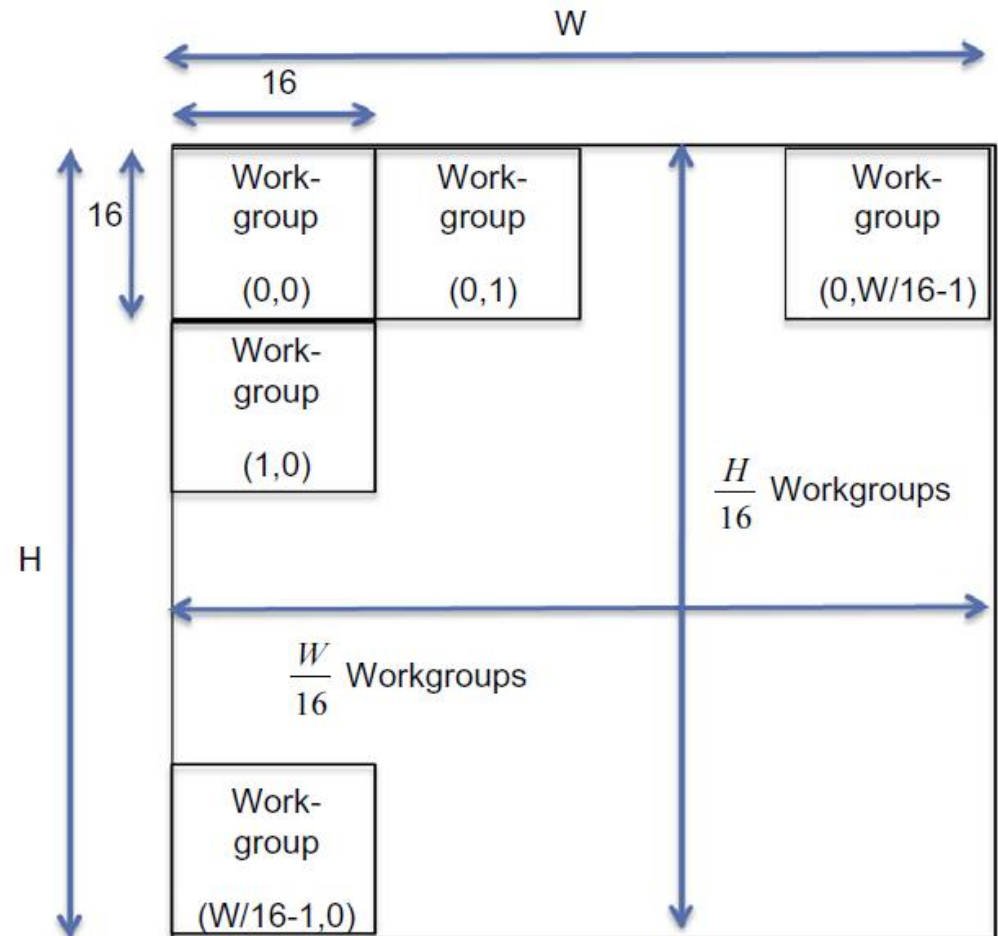 W
16
16
Work-
group
(0,0)
Work-
group
(0,1)
Work-
group
(0,W/16-1)
Work-
group
(1,0)
H
H
16
Workgroups
W
16
Workgroups
Work-
group
(W/16-1,0)